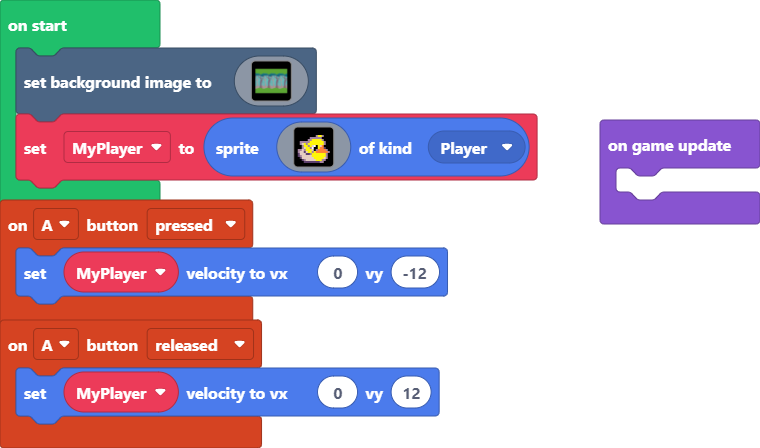 on start
set background image to
set MyPlayer to sprite of kind Player
on game update
on A button pressed
set MyPlayer velocity to vx 0 vy -12
on A button released
set MyPlayer velocity to vx 0 vy 12